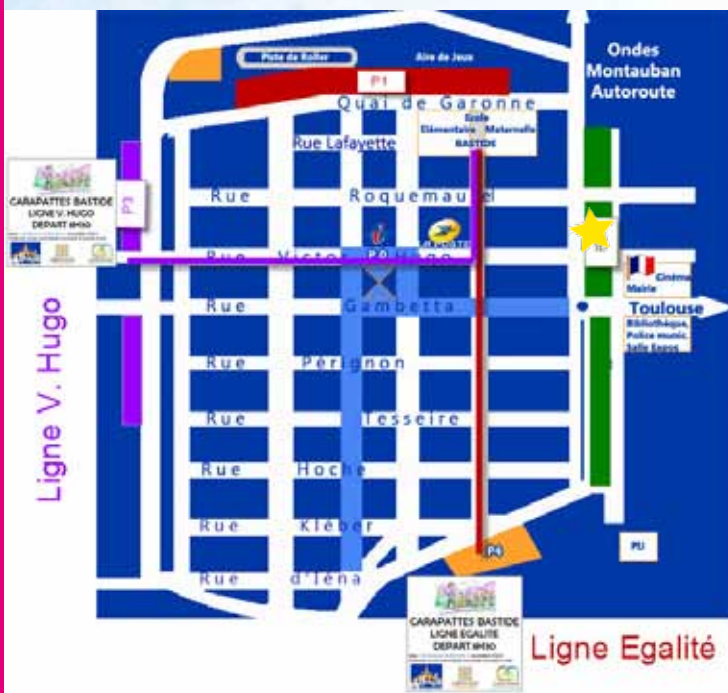 Piste de Roller
Aire de Jeux
Ondes
Montauban
Autoroute
P1
Quai de Garonne
Ecole
Elémentaire Maternelle
BASTIDE
Rue Lafayette
Rue Roquemaurel
P3
CARAPATTES BASTIDE
LIGNE V. HUGO
DEPART 8H30
LA POSTE
P0
Rue Victor Hugo
Cinéma
Mairie
Rue Gambetta
Toulouse
Bibliothèque,
Police munic.
Salle Expos
Ligne V. Hugo
Rue Pérignon
Rue Tesseire
Rue Hoche
Rue Kléber
P4
Rue d'Iéna
CARAPATTES BASTIDE
LIGNE EGALITE
DEPART 8H30
Ligne Egalité